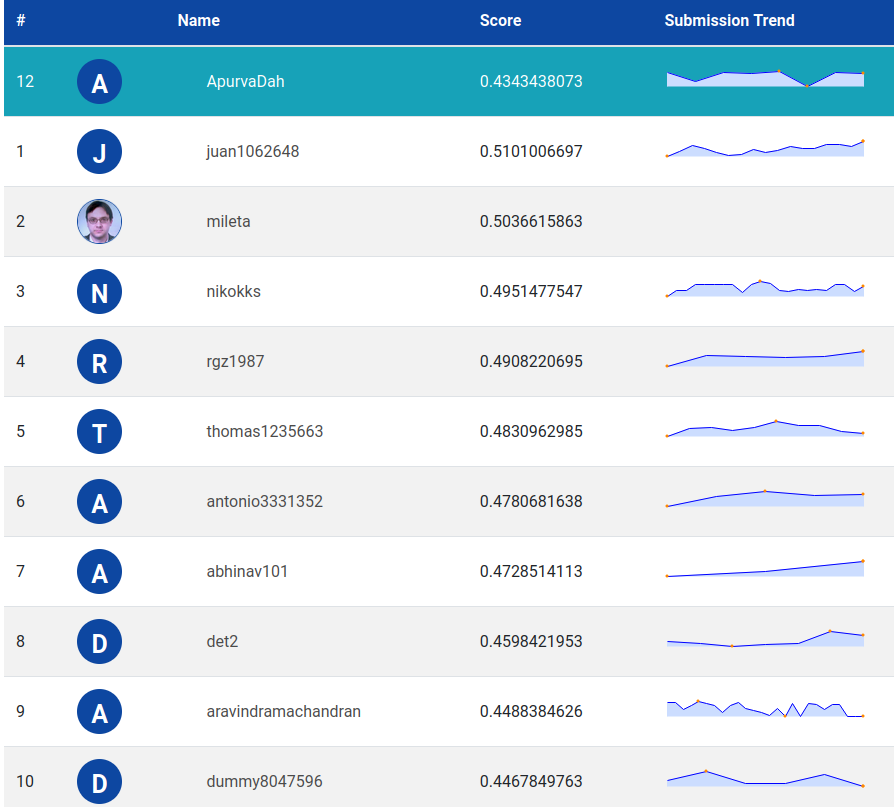 # Name Score Submission Trend
12 A ApurvaDah 0.4343438073
1 J juan1062648 0.5101006697
2 mileta 0.5036615863
3 N nikokks 0.4951477547
4 R rgz1987 0.4908220695
5 T thomas1235663 0.4830962985
6 A antonio3331352 0.4780681638
7 A abhinav101 0.4728514113
8 D det2 0.4598421953
9 A aravindramachandran 0.4488384626
10 D dummy8047596 0.4467849763